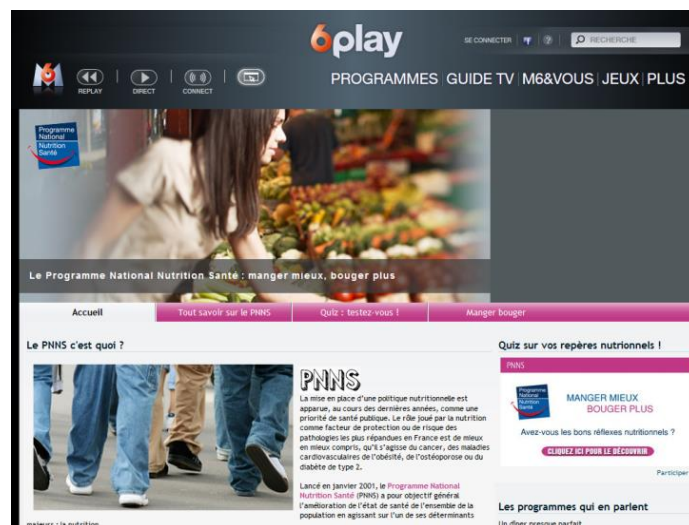 6play
SE CONNECTER
RECHERCHE
REPLAY
DIRECT
CONNECT
PROGRAMMES GUIDE TV M6&VOUS JEUX PLUS
Programme
National
Nutrition
Santé
Le Programme National Nutrition Santé : manger mieux, bouger plus
Accueil
Tout savoir sur le PNNS
Quiz : testez-vous !
Manger bouger
Le PNNS c'est quoi ?
PNNS
La mise en place d'une politique nutritionnelle est
apparue, au cours des dernières années, comme une
priorité de santé publique. Le rôle joué par la nutrition
comme facteur de protection ou de risque des
pathologies les plus répandues en France est de mieux
en mieux compris, qu'il s'agisse du cancer, des maladies
cardiovasculaires de l'obésité, de l'ostéoporose ou du
diabète de type 2.
Lancé en janvier 2001, le Programme National
Nutrition Santé (PNNS) a pour objectif général
l'amélioration de l'état de santé de l'ensemble de la
population en agissant sur l'un de ses déterminants
majeurs : la nutrition.
Quiz sur vos repères nutrionnels !
PNNS
Programme
National
Nutrition
Santé
MANGER MIEUX
BOUGER PLUS
Avez-vous les bons réflexes nutritionnels ?
CLIQUEZ ICI POUR LE DÉCOUVRIR
Participer
Les programmes qui en parlent
Un dîner presque parfait